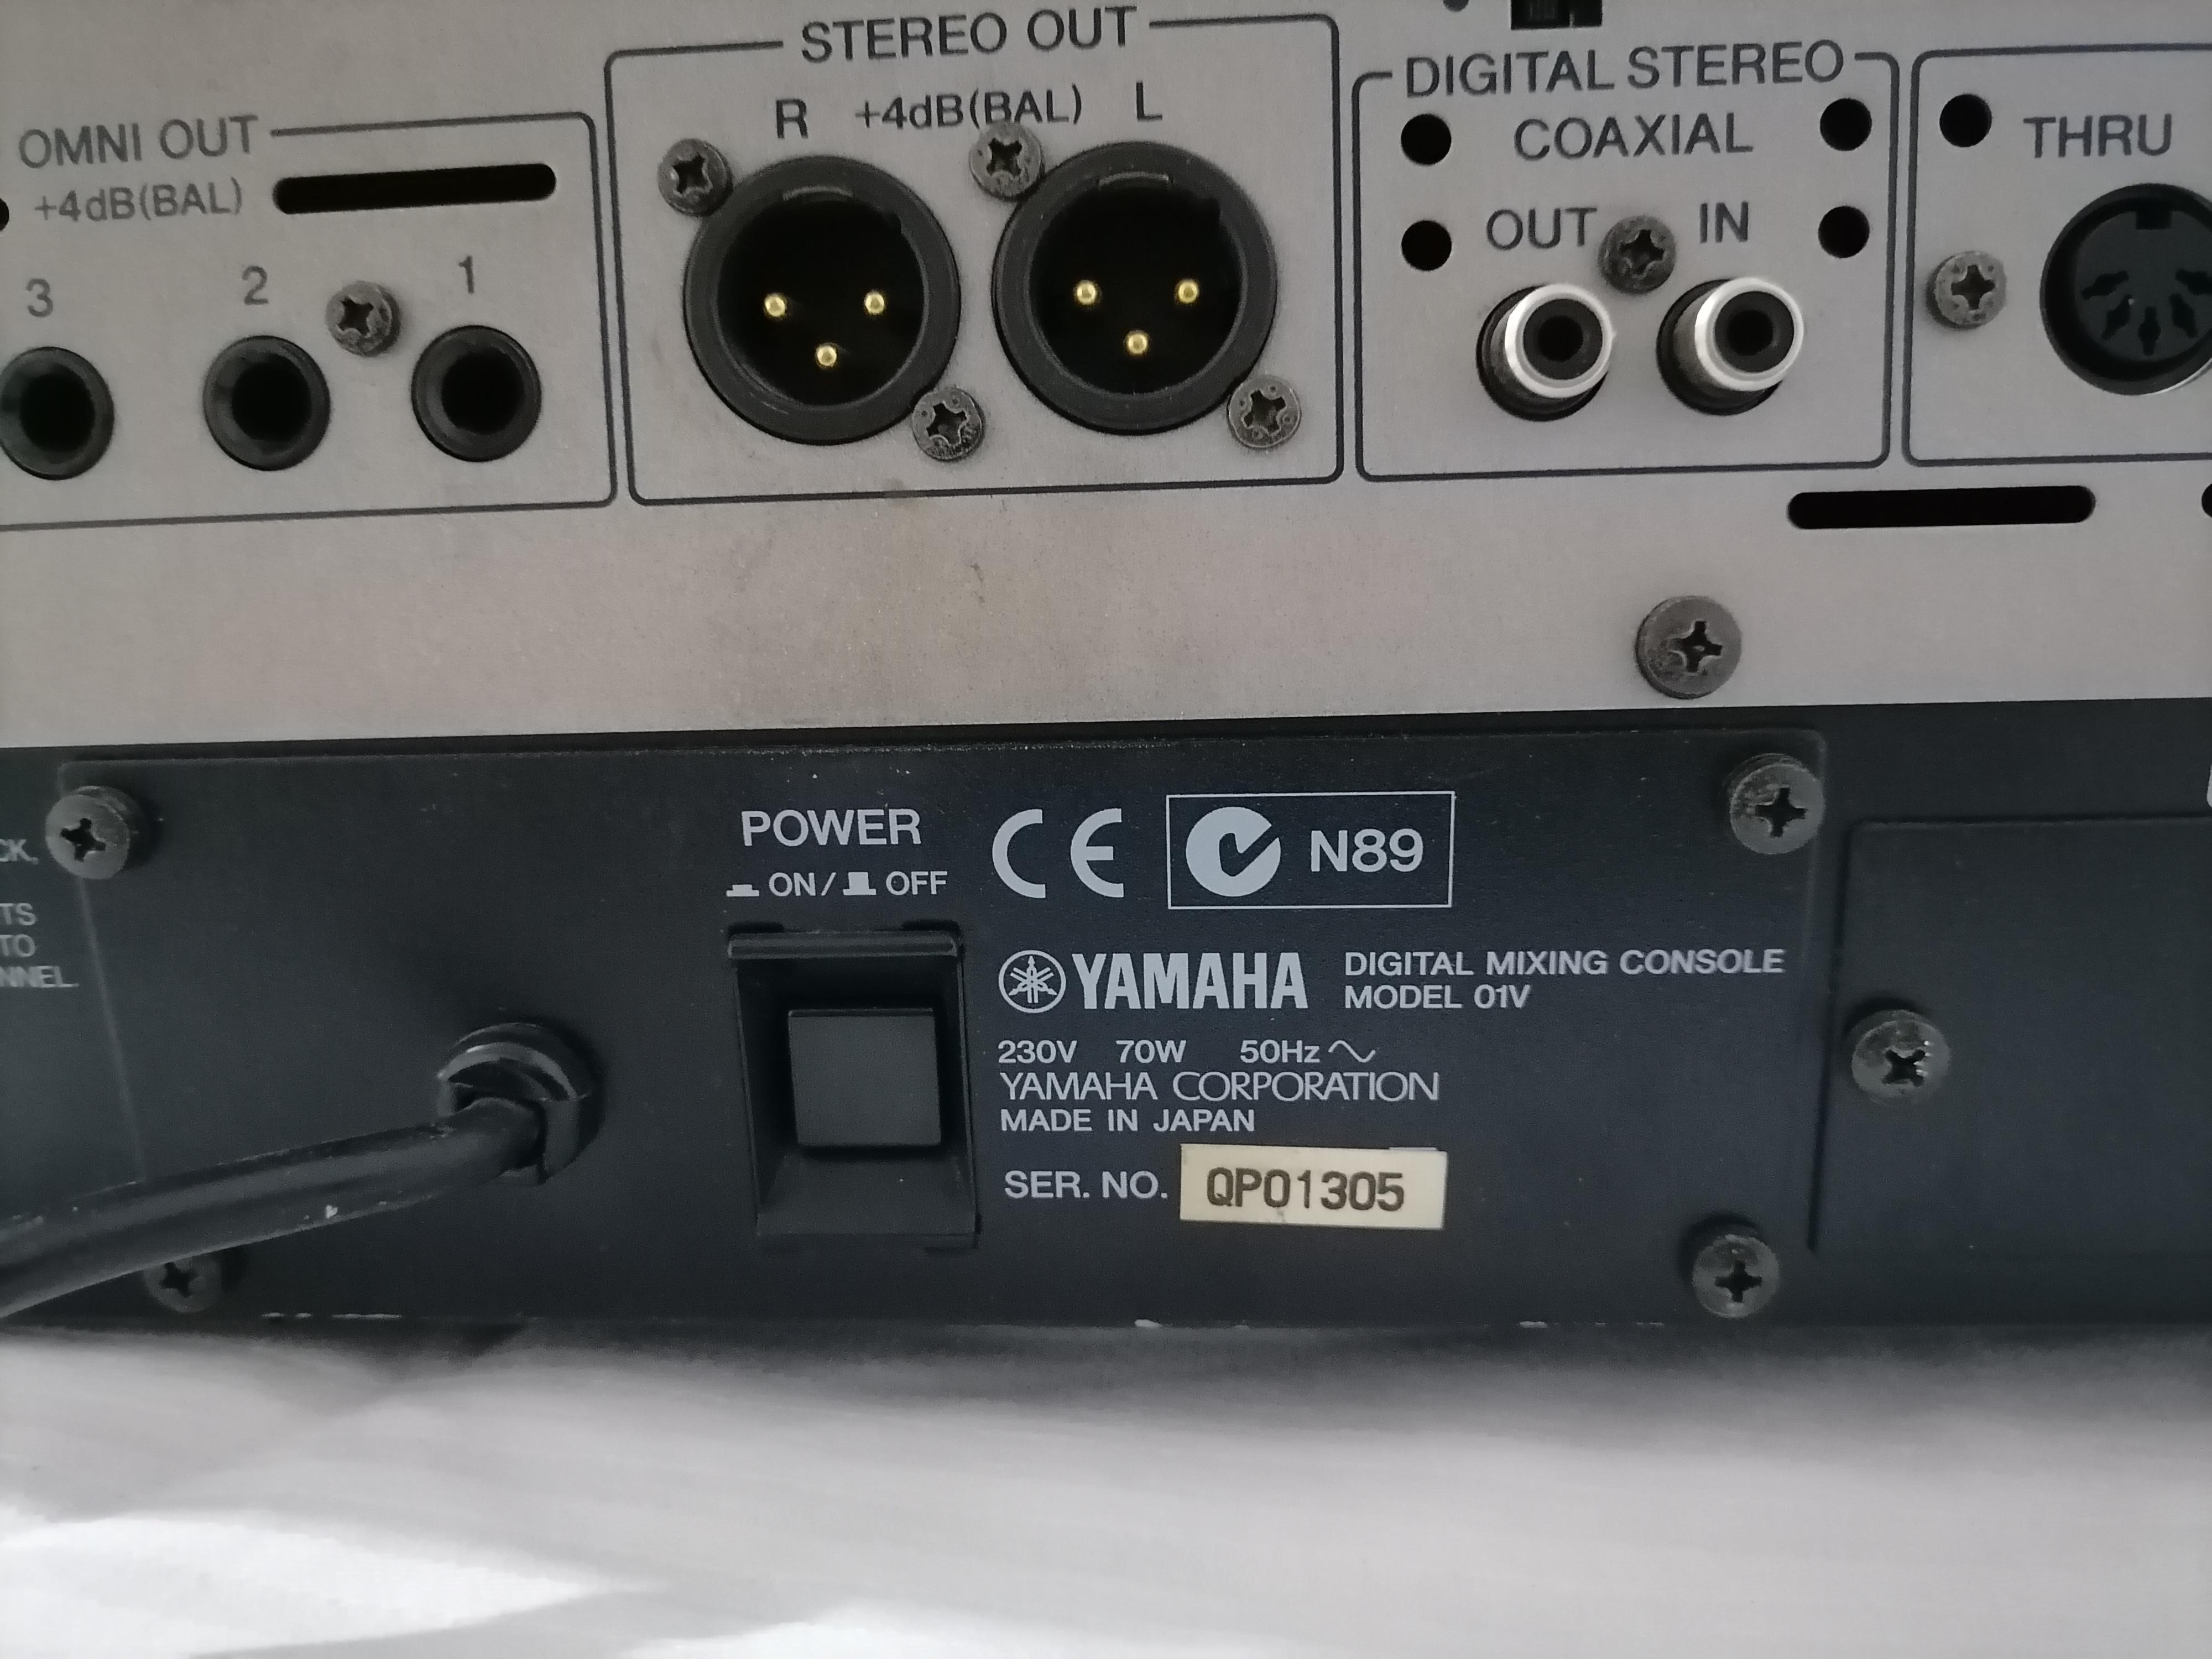 STEREO OUT
R +4dB(BAL) L
OMNI OUT
+4dB(BAL)
3 2 1
DIGITAL STEREO
COAXIAL
OUT IN
THRU
POWER
ON/ OFF
CE N89
YAMAHA DIGITAL MIXING CONSOLE
MODEL 01V
230V 70W 50Hz
YAMAHA CORPORATION
MADE IN JAPAN
SER. NO. QP01305
TO